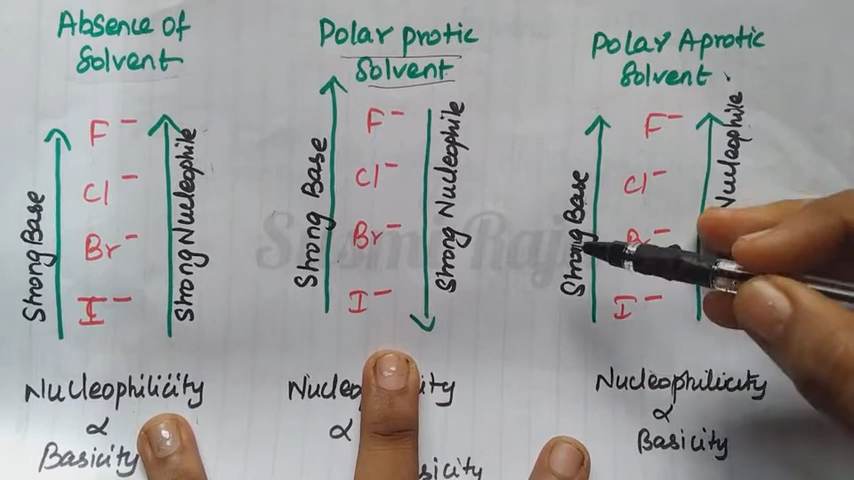 Absence of
Solvent
Strong Base
F⁻
Cl⁻
Br⁻
I⁻
Strong Nucleophile
Nucleophilicity
∝
Basicity
Polar protic
Solvent
Strong Base
F⁻
Cl⁻
Br⁻
I⁻
Strong Nucleophile
∝
Polar Aprotic
Solvent
Strong Base
F⁻
Cl⁻
Br⁻
I⁻
Nucleophile
Nucleophilicity
∝
Basicity